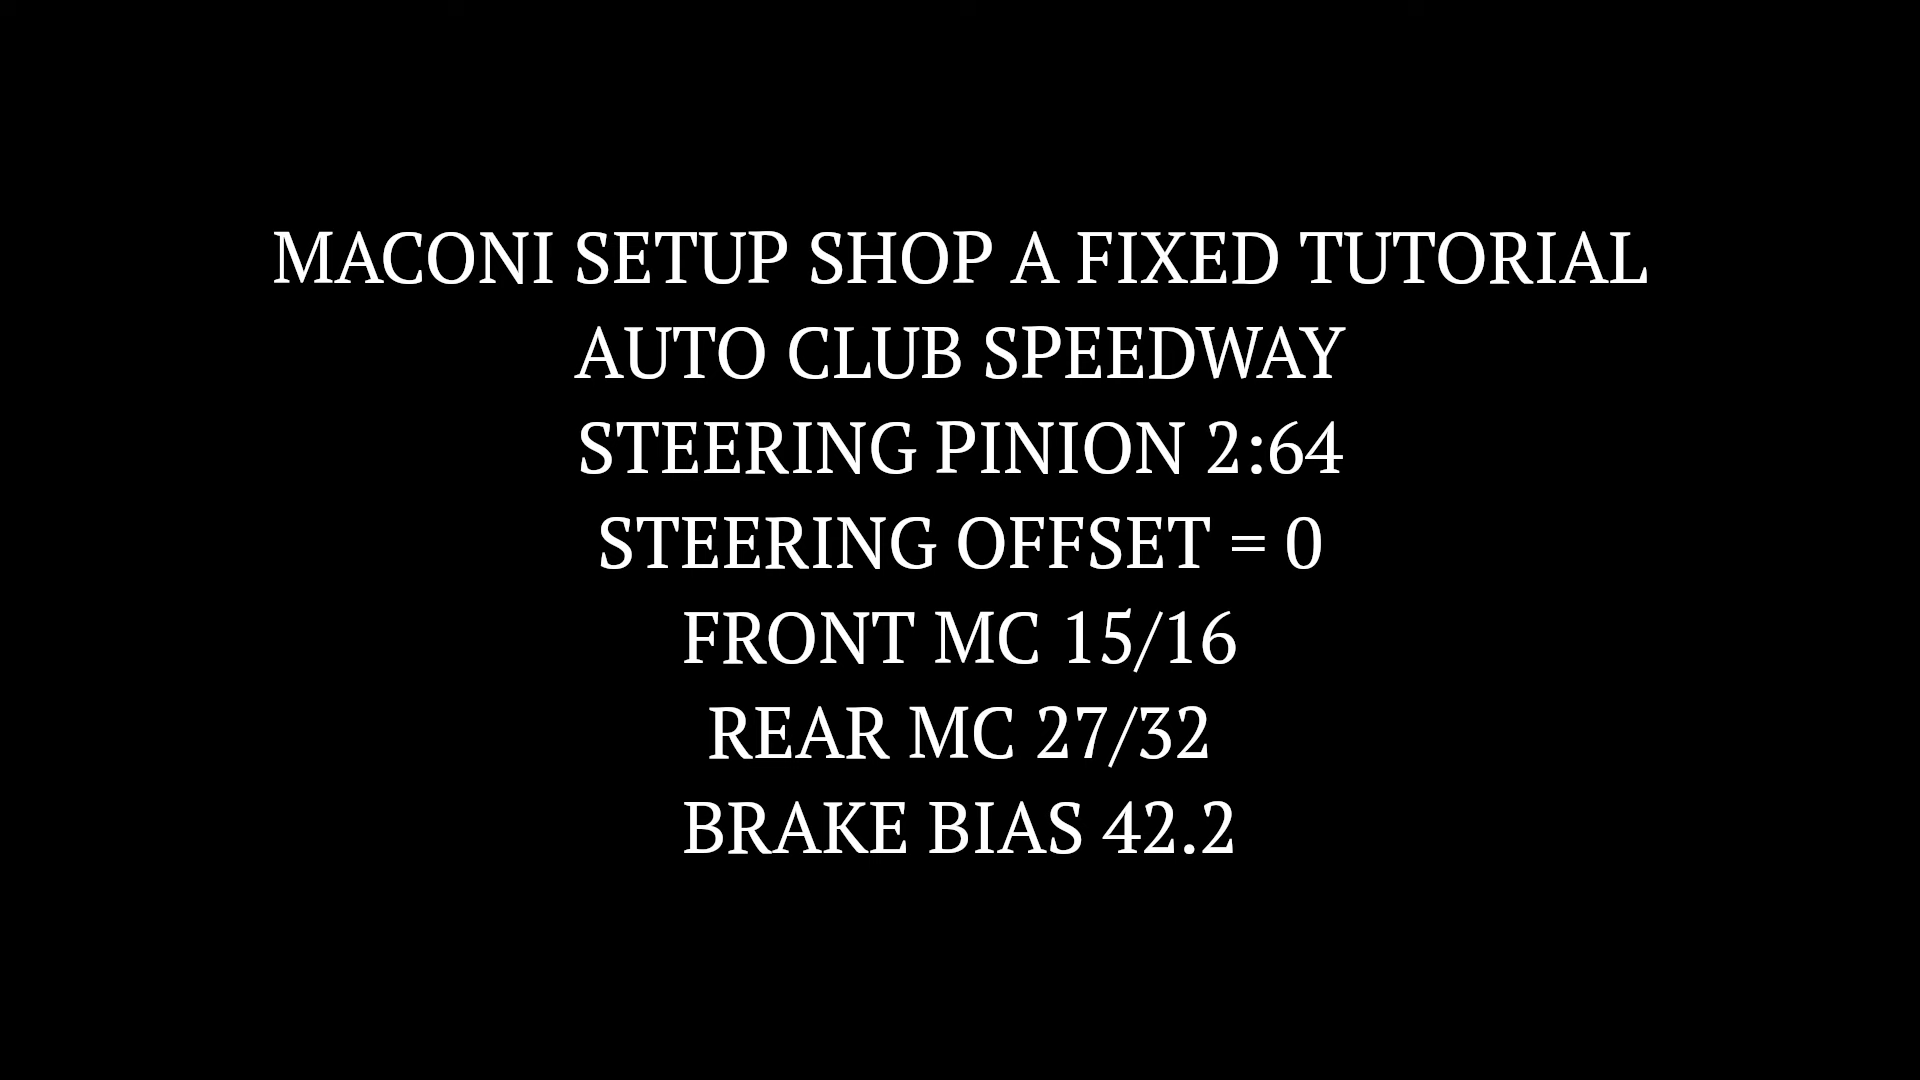 MACONI SETUP SHOP A FIXED TUTORIAL
AUTO CLUB SPEEDWAY
STEERING PINION 2:64
STEERING OFFSET = 0
FRONT MC 15/16
REAR MC 27/32
BRAKE BIAS 42.2